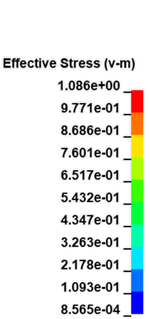 Effective Stress (v-m)
1.086e+00
9.771e-01
8.686e-01
7.601e-01
6.517e-01
5.432e-01
4.347e-01
3.263e-01
2.178e-01
1.093e-01
8.565e-04